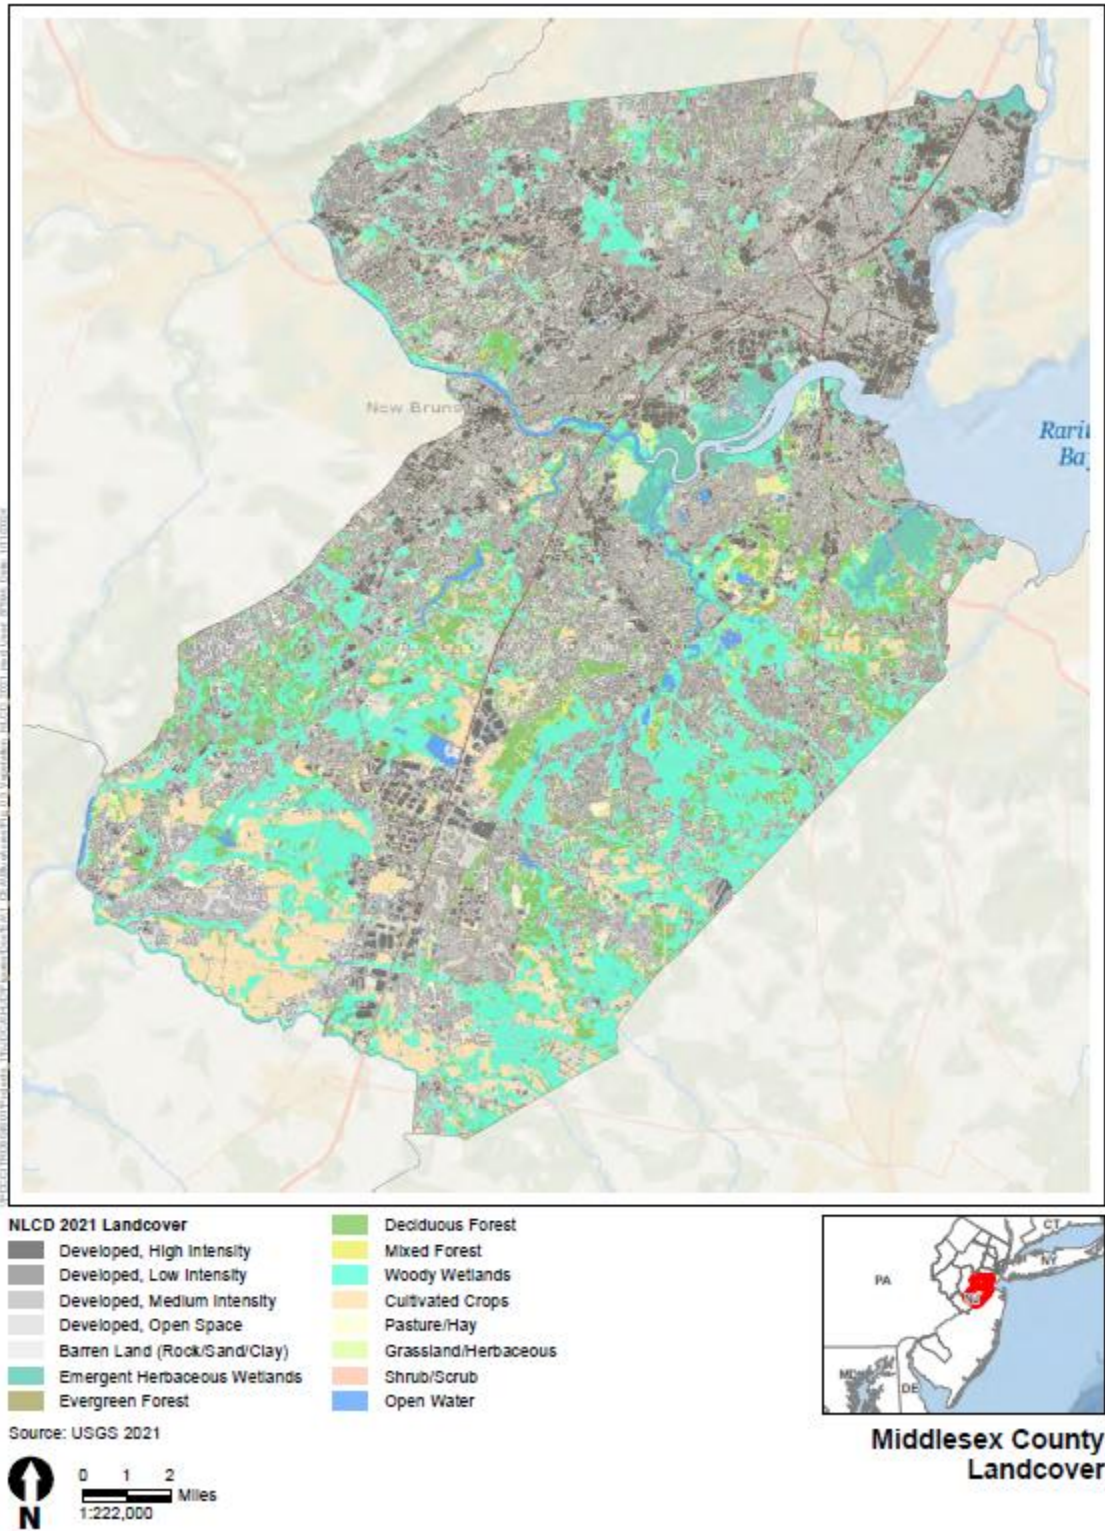 New Bruns
Rarit
Bay
NLCD 2021 Landcover
Developed, High Intensity
Developed, Low Intensity
Developed, Medium Intensity
Developed, Open Space
Barren Land (Rock/Sand/Clay)
Emergent Herbaceous Wetlands
Evergreen Forest
Deciduous Forest
Mixed Forest
Woody Wetlands
Cultivated Crops
Pasture/Hay
Grassland/Herbaceous
Shrub/Scrub
Open Water
Source: USGS 2021
N
0 1 2
Miles
1:222,000
CT
NY
PA
NJ
MD
DE
Middlesex County
Landcover